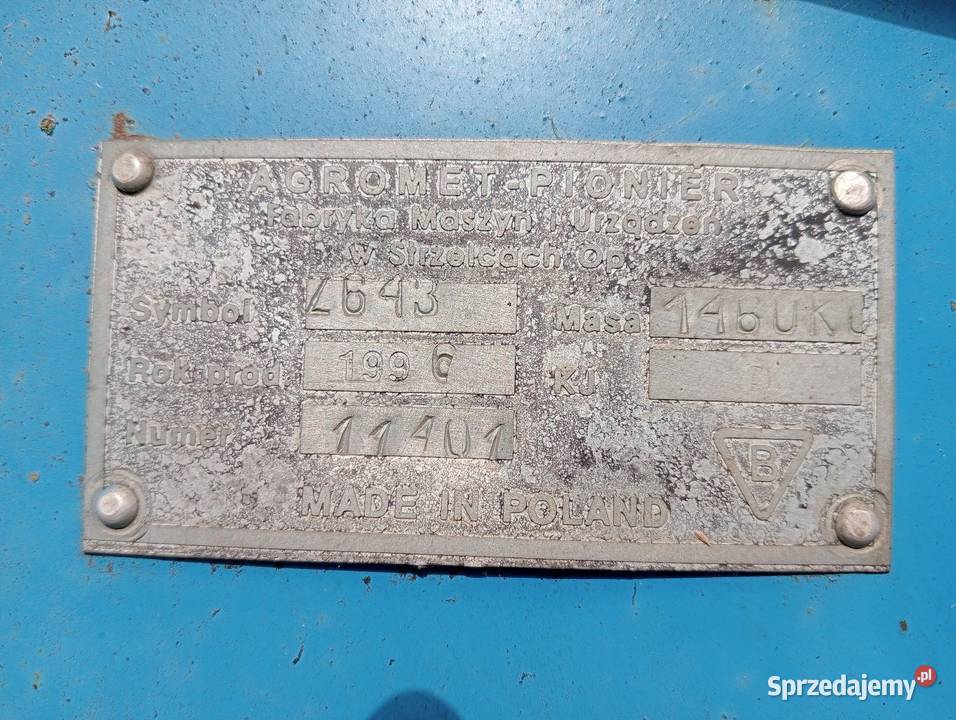 AGROMET-PIONIER
Fabryka Maszyn i Urządzeń
w Strzelcach Op.
Symbol Z643 Masa 1460KG
Rok prod 1996 KJ
Numer 11401
B
MADE IN POLAND
Sprzedajemy.pl